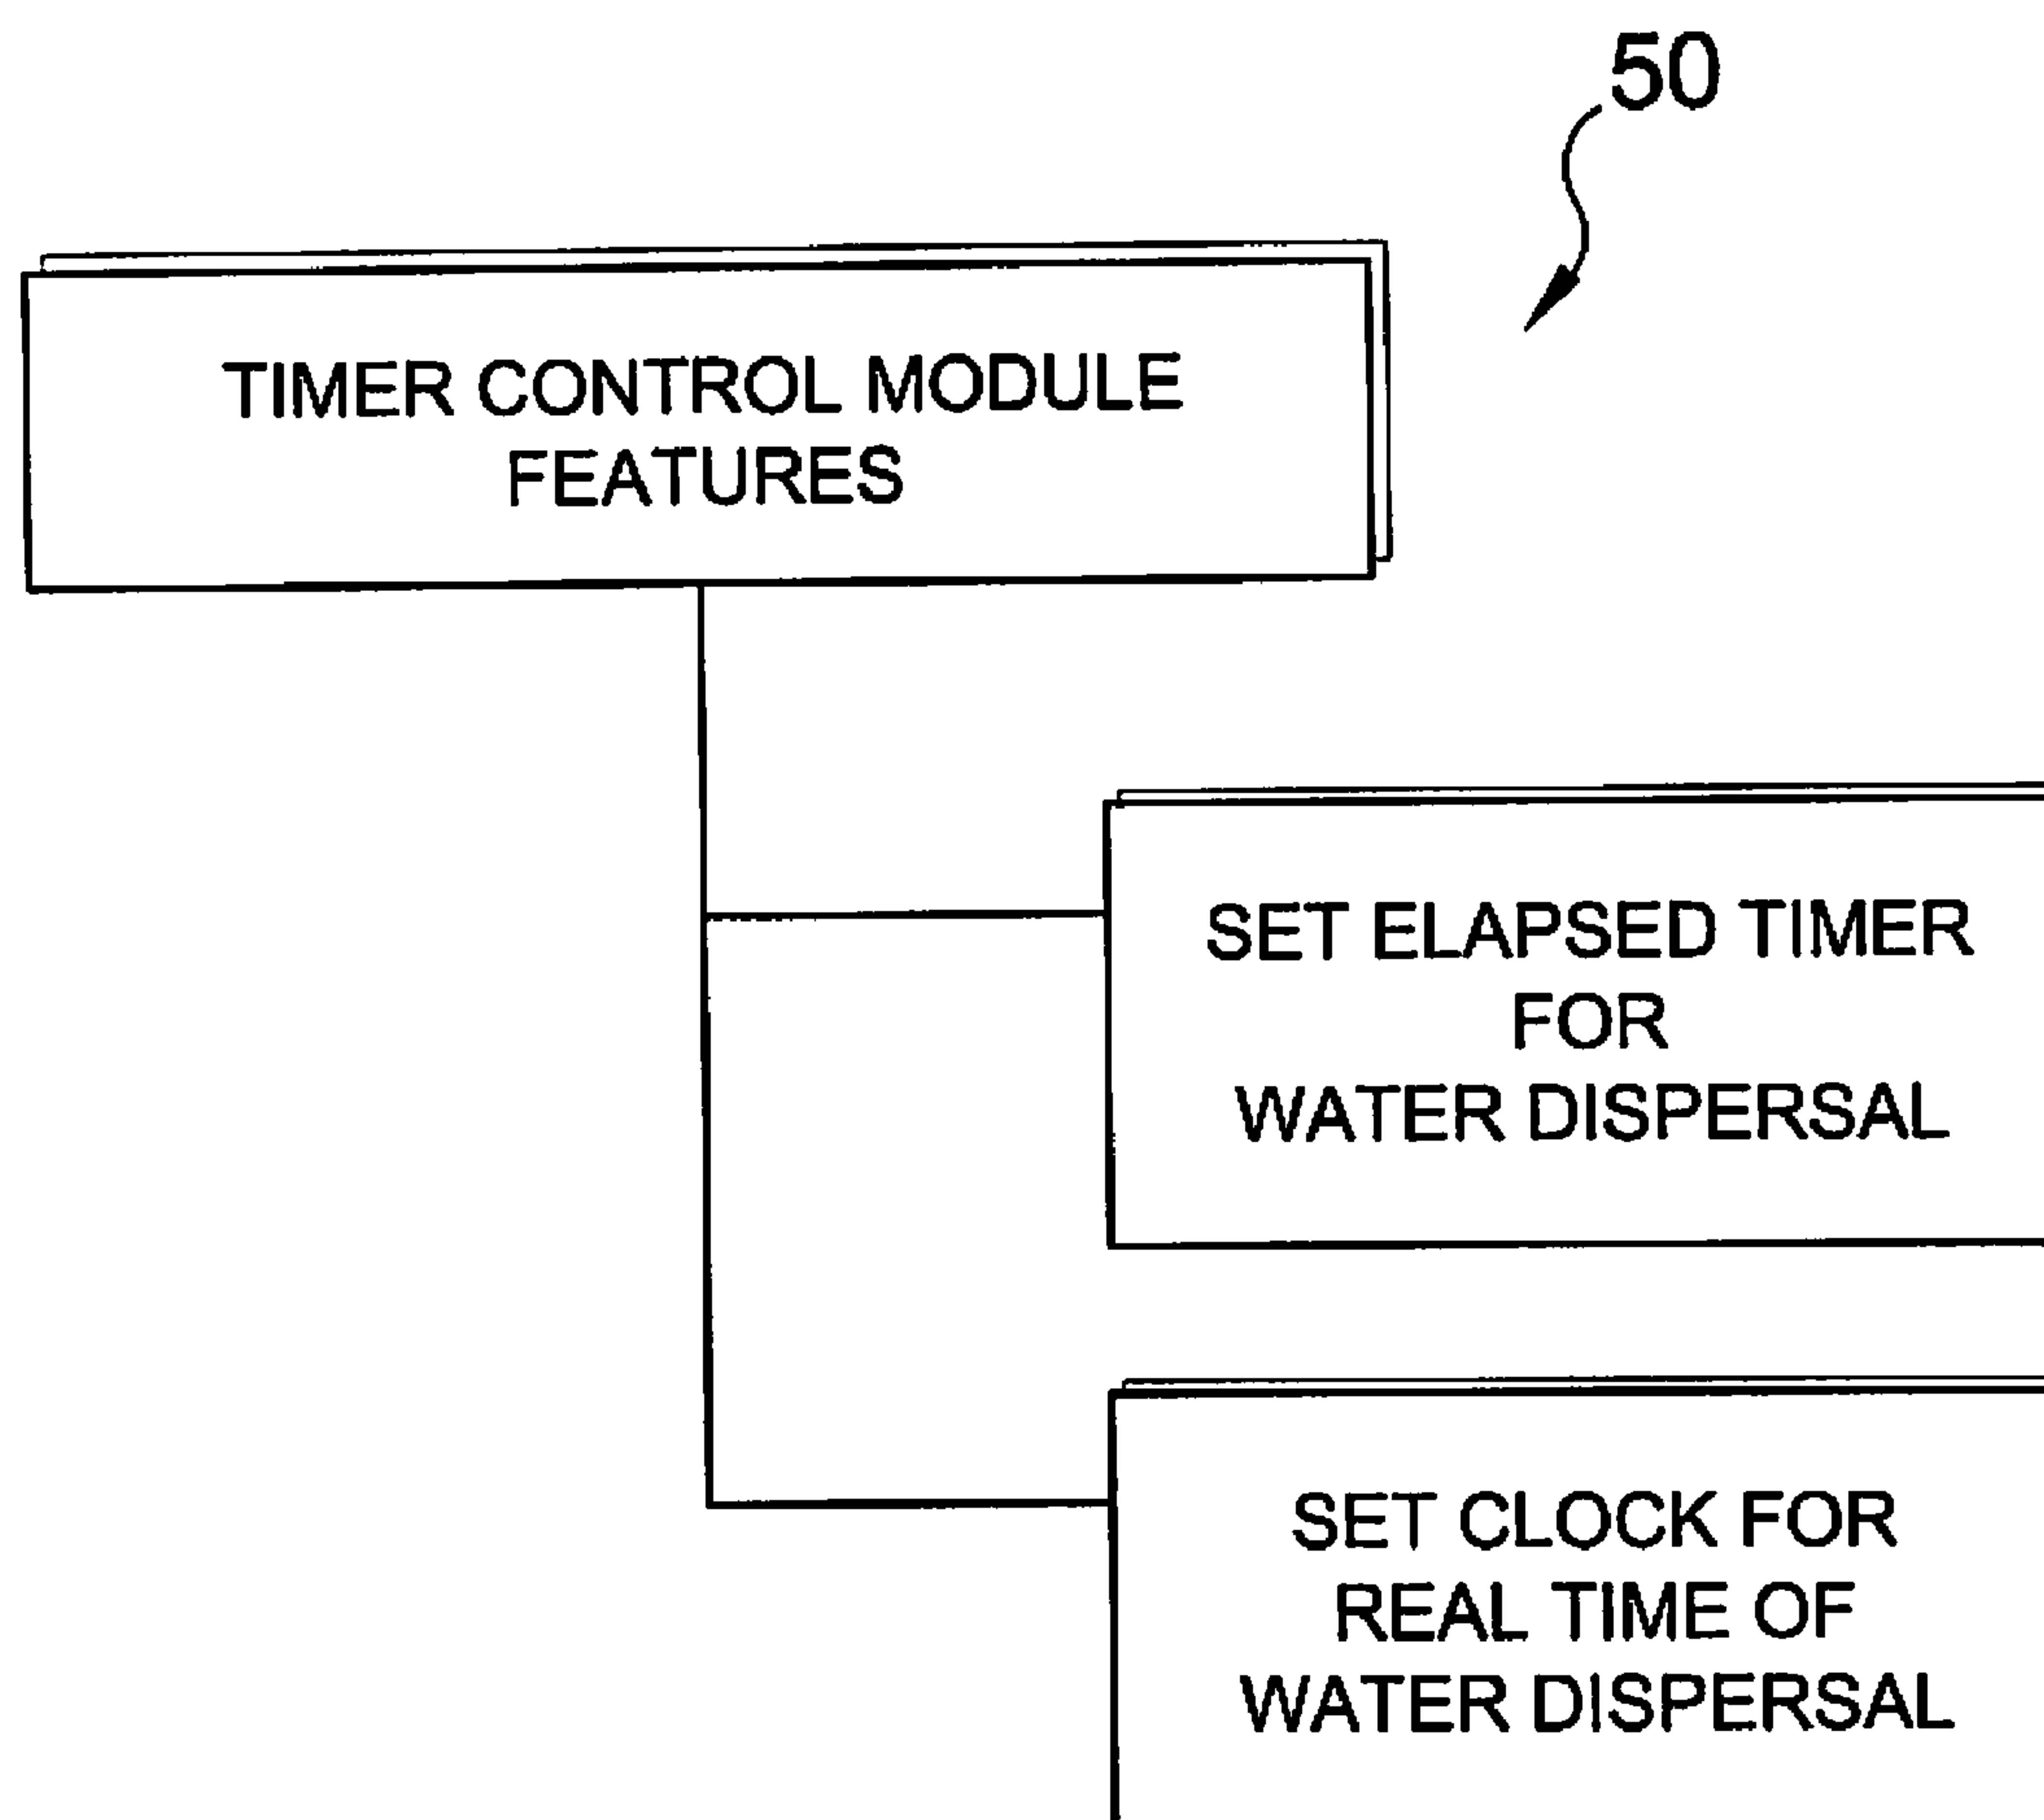 50
TIMER CONTROL MODULE
FEATURES
SET ELAPSED TIMER
FOR
WATER DISPERSAL
SET CLOCK FOR
REAL TIME OF
WATER DISPERSAL